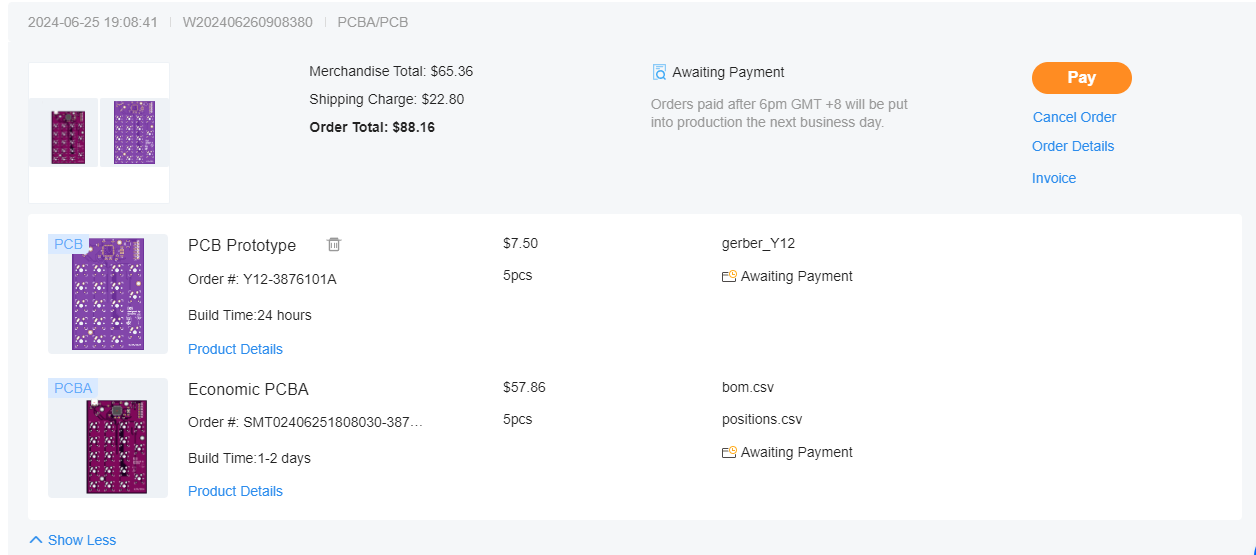 2024-06-25 19:08:41 W202406260908380 PCBA/PCB
Merchandise Total: $65.36
Shipping Charge: $22.80
Order Total: $88.16
Awaiting Payment
Orders paid after 6pm GMT +8 will be put
into production the next business day.
Pay
Cancel Order
Order Details
Invoice
PCB
PCB Prototype
Order #: Y12-3876101A
Build Time:24 hours
Product Details
$7.50
5pcs
gerber_Y12
Awaiting Payment
PCBA
Economic PCBA
Order #: SMT02406251808030-387...
Build Time:1-2 days
Product Details
$57.86
5pcs
bom.csv
positions.csv
Awaiting Payment
Show Less